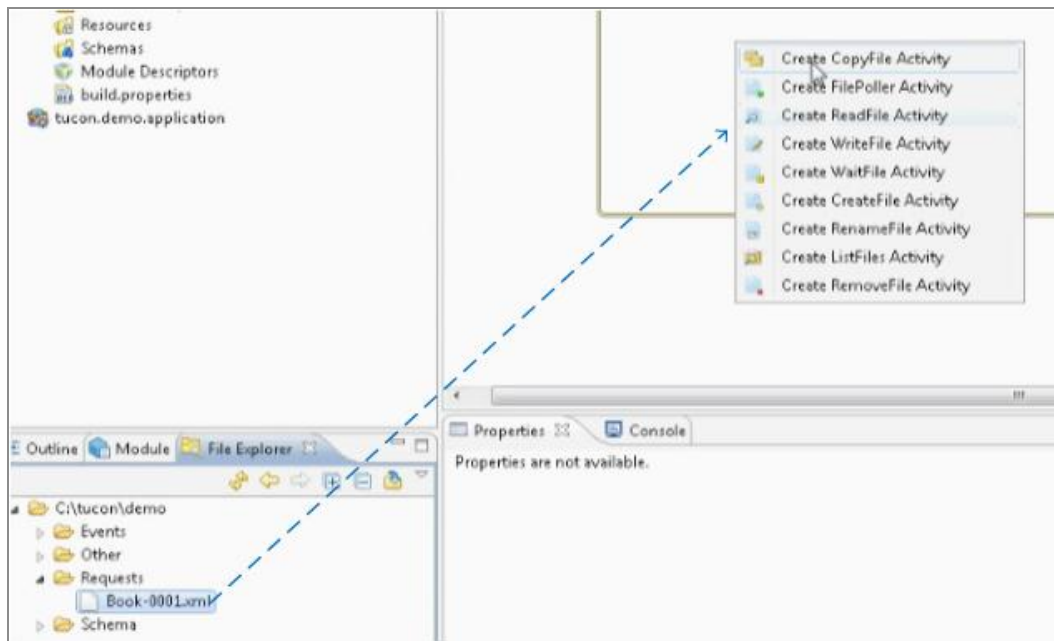 Resources
Schemas
Module Descriptors
build.properties
tucon.demo.application
Create CopyFile Activity
Create FilePoller Activity
Create ReadFile Activity
Create WriteFile Activity
Create WaitFile Activity
Create CreateFile Activity
Create RenameFile Activity
Create ListFiles Activity
Create RemoveFile Activity
Outline Module File Explorer
C:\tucon\demo
Events
Other
Requests
Book-0001.xml
Schema
Properties Console
Properties are not available.